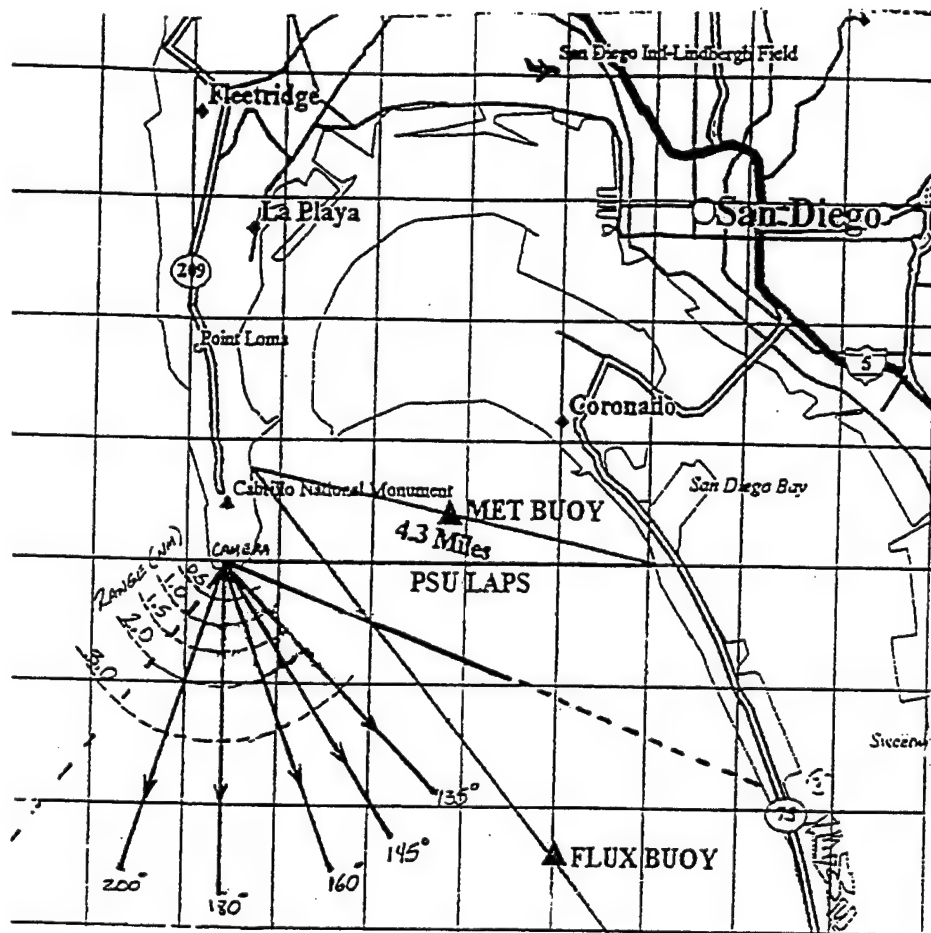 San Diego Intl-Lindbergh Field
Fleetridge
La Playa
San Diego
209
Point Loma
5
Coronado
San Diego Bay
Cabrillo National Monument
MET BUOY
4.3 Miles
CAMERA
PSU LAPS
RANGE (NM)
0.5
1.0
1.5
2.0
3.0
75
135°
145°
FLUX BUOY
160°
200°
180°